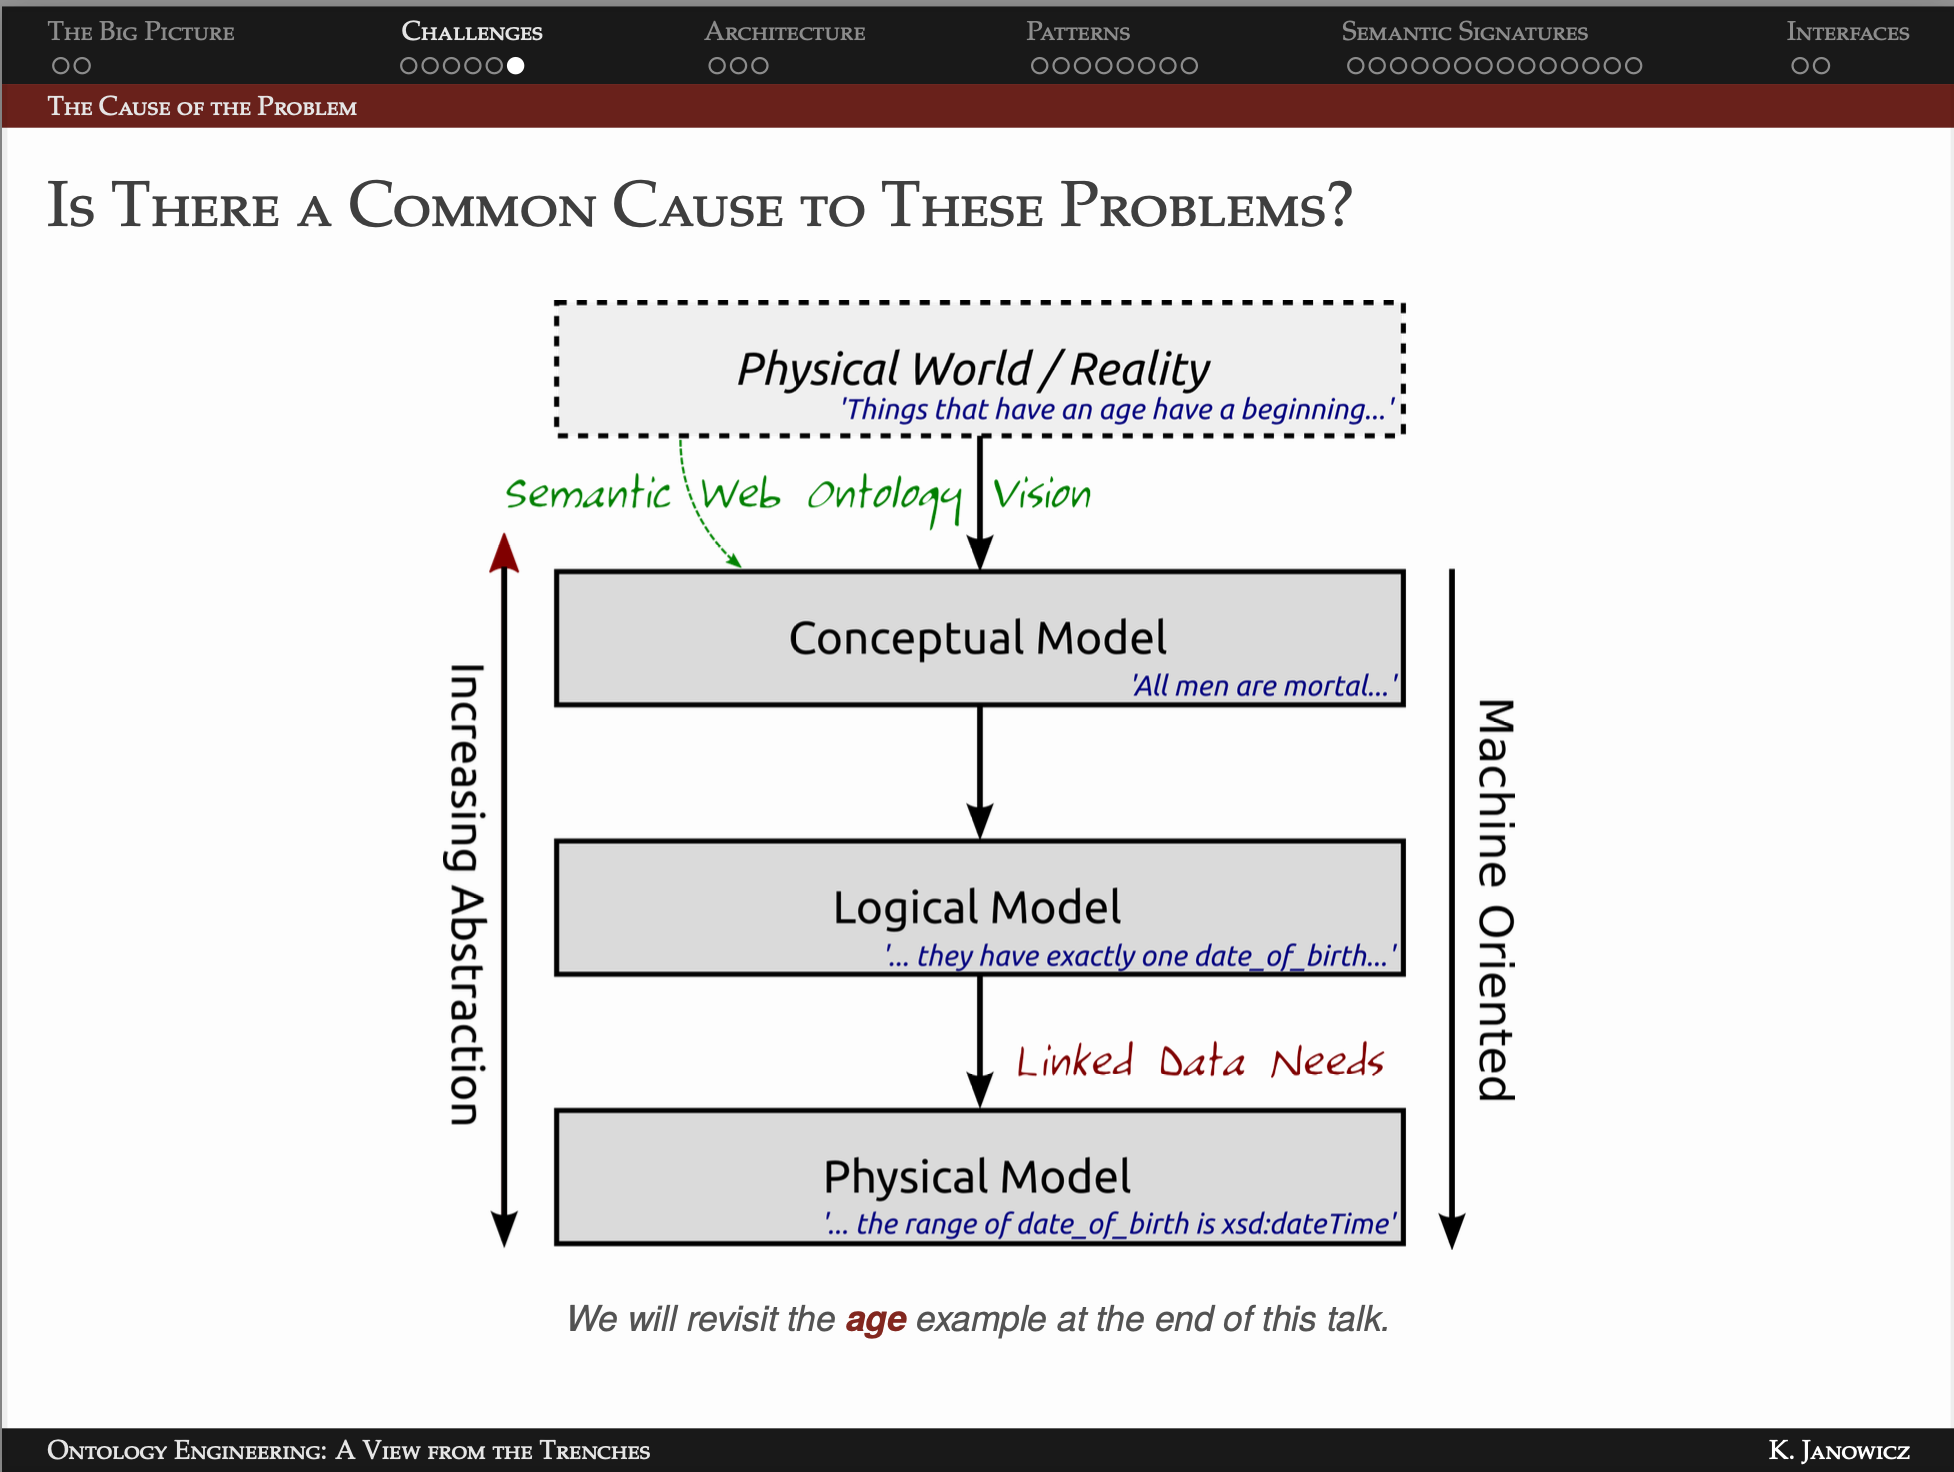 The Big Picture
Challenges
Architecture
Patterns
Semantic Signatures
Interfaces
The Cause of the Problem
Is There a Common Cause to These Problems?
Physical World / Reality
'Things that have an age have a beginning...'
Semantic Web Ontology Vision
Conceptual Model
'All men are mortal...'
Increasing Abstraction
Machine Oriented
Logical Model
'... they have exactly one date_of_birth...'
Linked Data Needs
Physical Model
'... the range of date_of_birth is xsd:dateTime'
We will revisit the age example at the end of this talk.
Ontology Engineering: A View from the Trenches
K. Janowicz